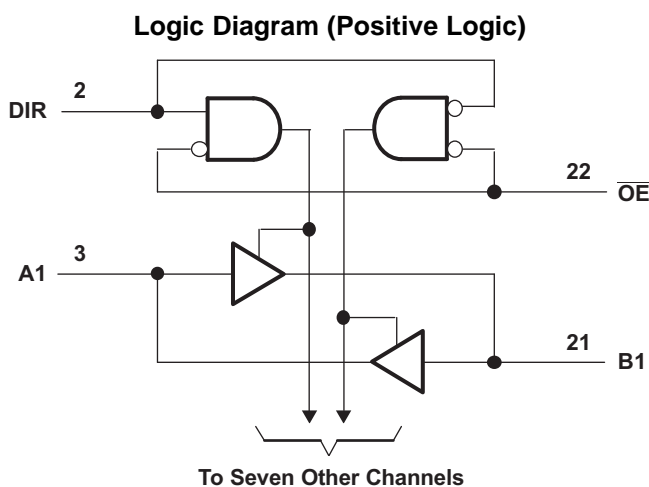 Logic Diagram (Positive Logic)
2
DIR
22
OE
3
A1
21
B1
To Seven Other Channels